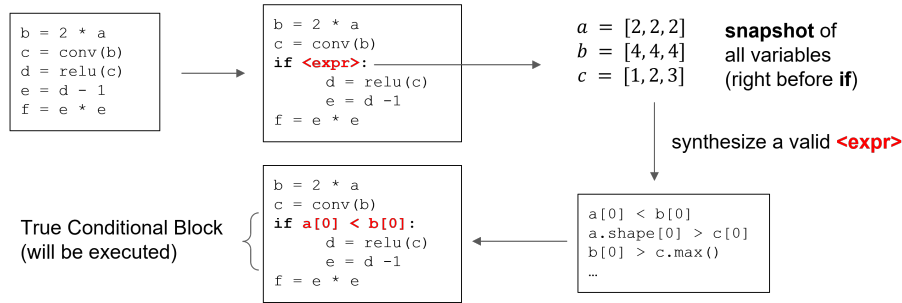 b = 2 * a
c = conv(b)
d = relu(c)
e = d - 1
f = e * e
b = 2 * a
c = conv(b)
if <expr>:
d = relu(c)
e = d -1
f = e * e
a = [2,2,2]
b = [4,4,4]
c = [1,2,3]
snapshot of
all variables
(right before if)
synthesize a valid <expr>
a[0] < b[0]
a.shape[0] > c[0]
b[0] > c.max()
…
b = 2 * a
c = conv(b)
if a[0] < b[0]:
d = relu(c)
e = d -1
f = e * e
True Conditional Block
(will be executed)